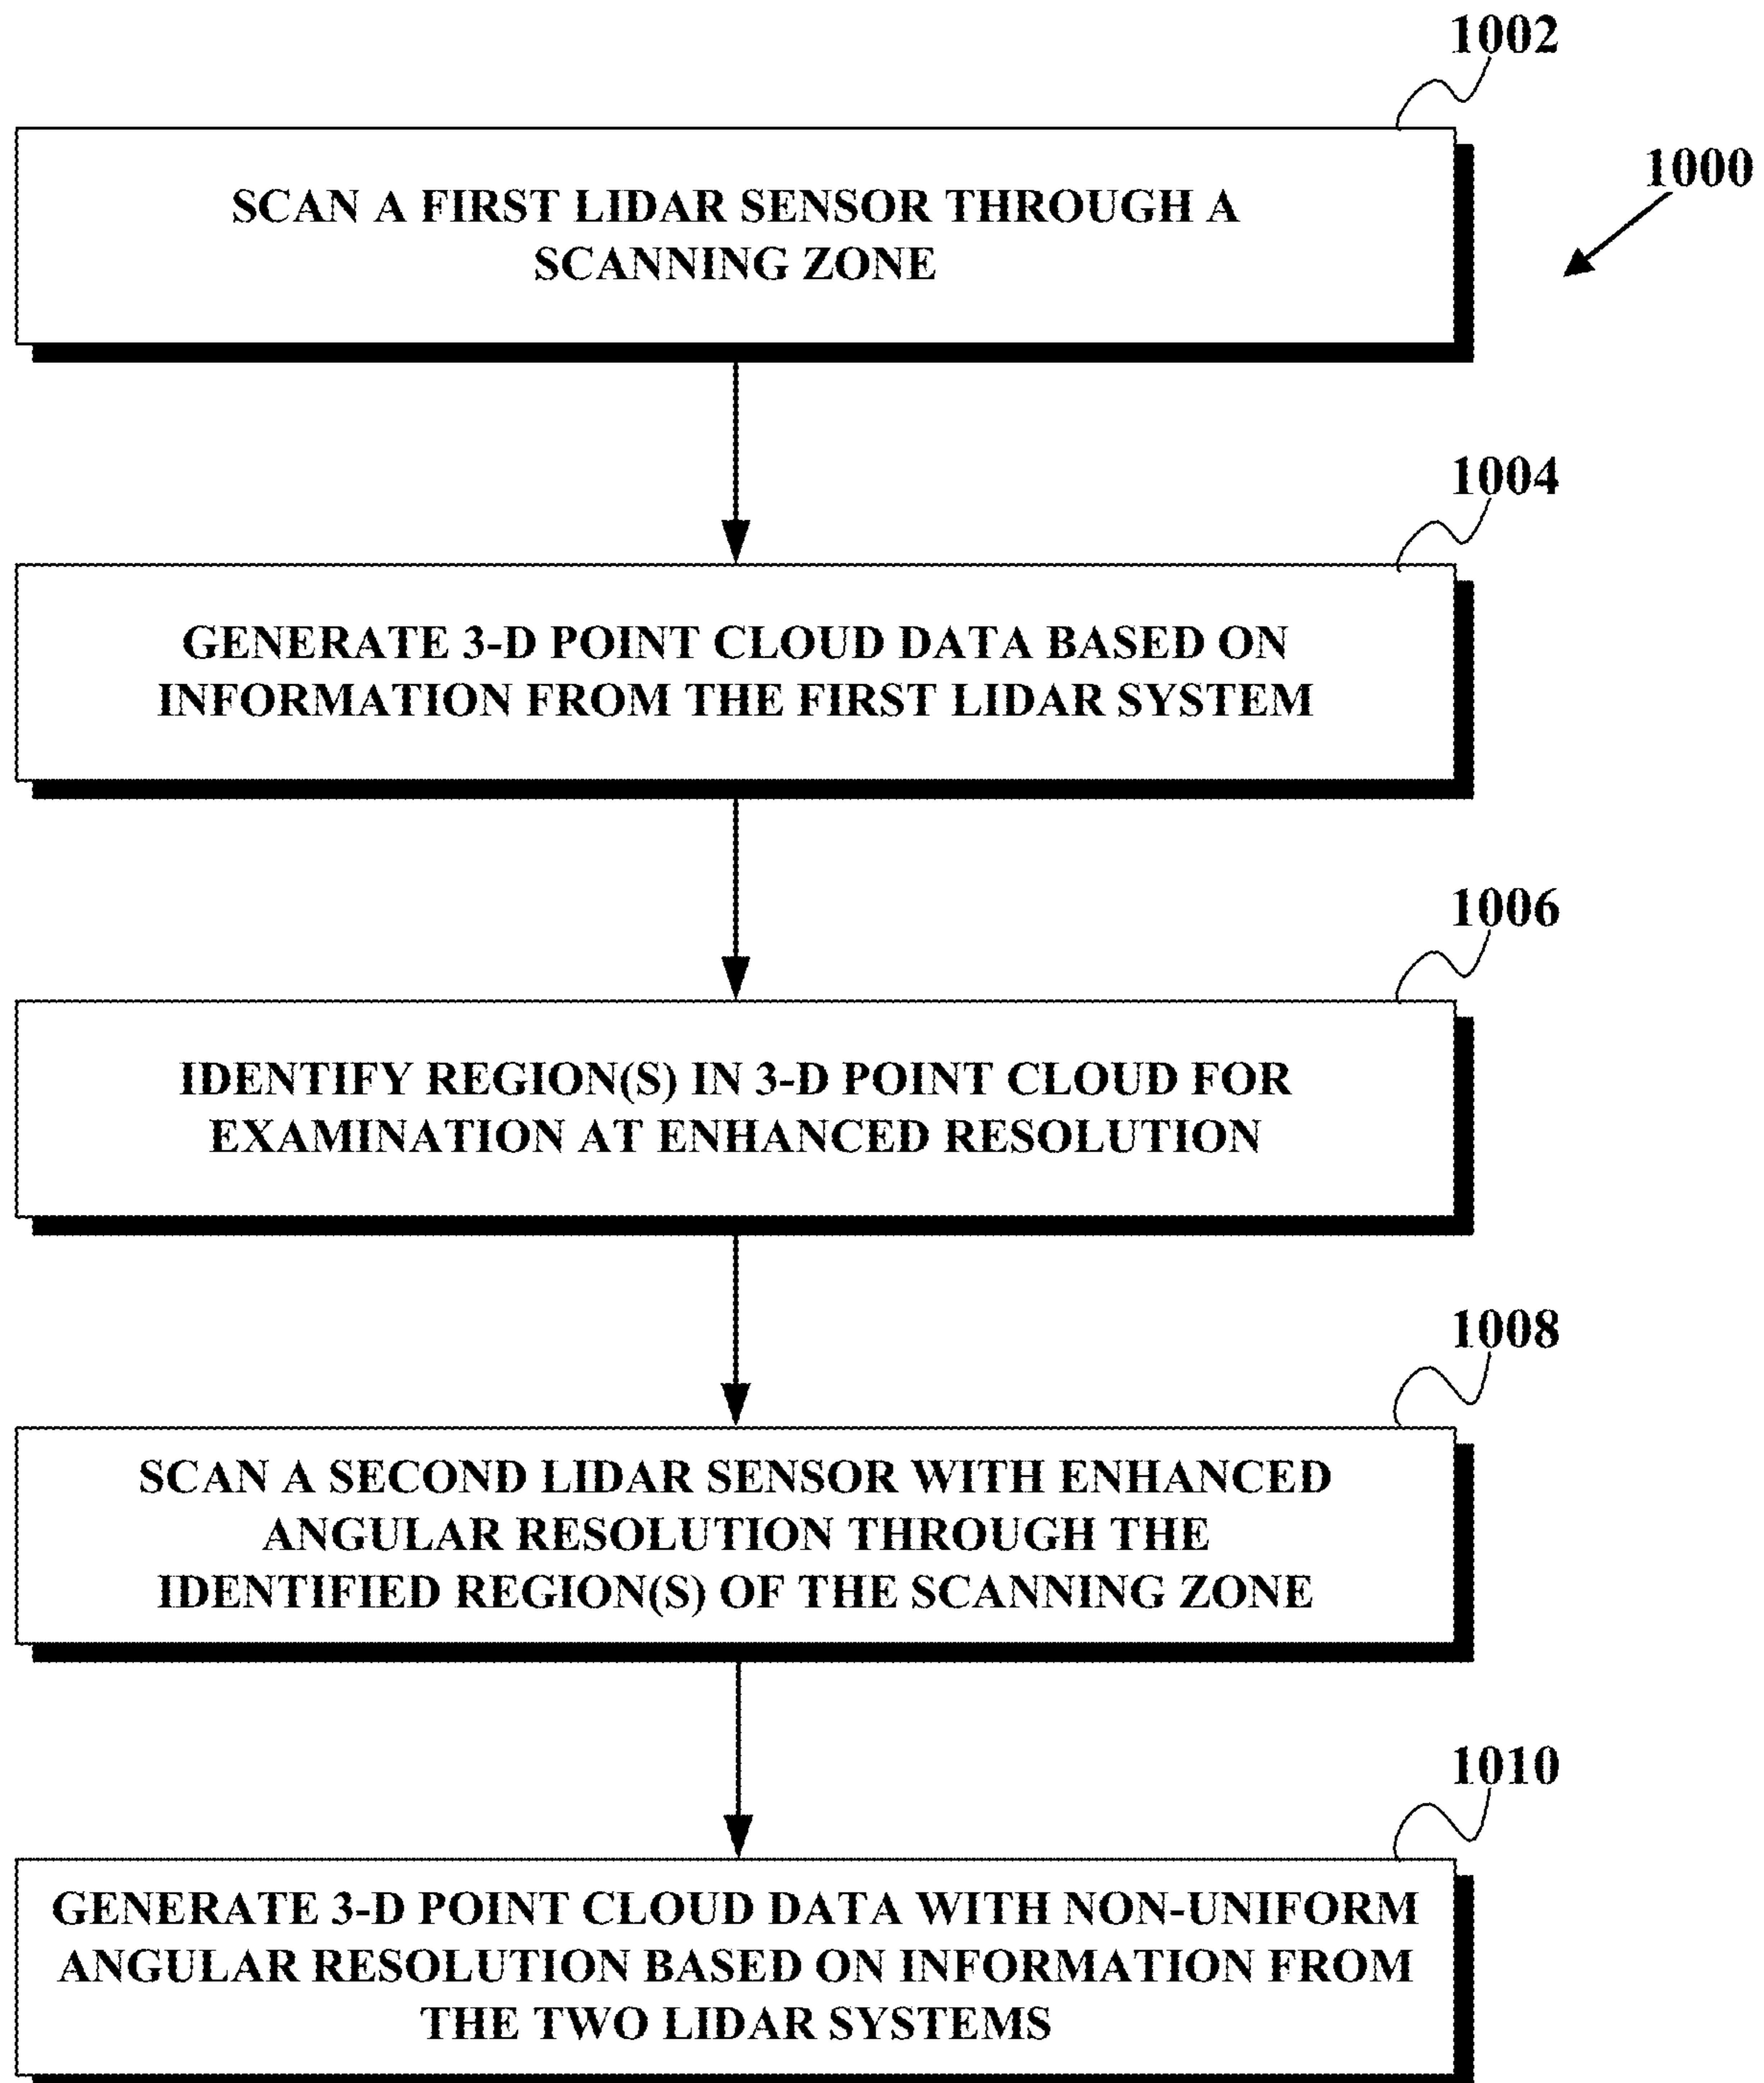 1002
1000
SCAN A FIRST LIDAR SENSOR THROUGH A
SCANNING ZONE
1004
GENERATE 3-D POINT CLOUD DATA BASED ON
INFORMATION FROM THE FIRST LIDAR SYSTEM
1006
IDENTIFY REGION(S) IN 3-D POINT CLOUD FOR
EXAMINATION AT ENHANCED RESOLUTION
1008
SCAN A SECOND LIDAR SENSOR WITH ENHANCED
ANGULAR RESOLUTION THROUGH THE
IDENTIFIED REGION(S) OF THE SCANNING ZONE
1010
GENERATE 3-D POINT CLOUD DATA WITH NON-UNIFORM
ANGULAR RESOLUTION BASED ON INFORMATION FROM
THE TWO LIDAR SYSTEMS